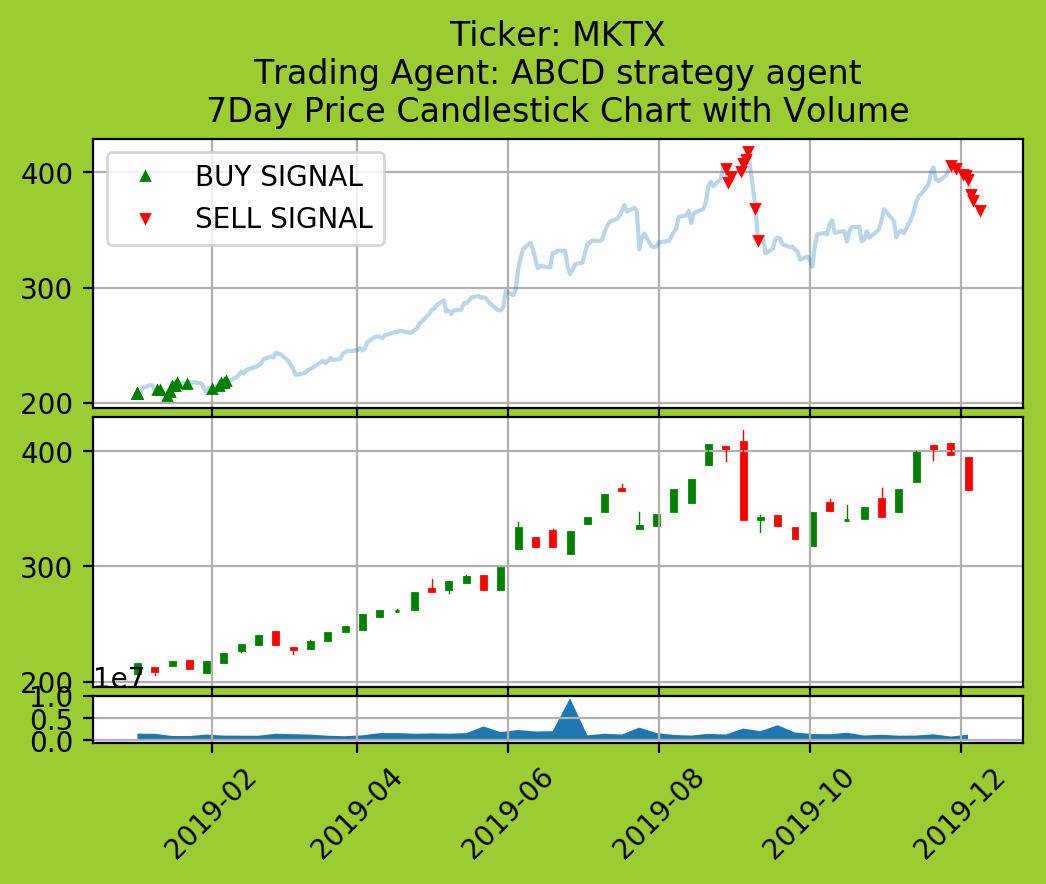 Ticker: MKTX
Trading Agent: ABCD strategy agent
7Day Price Candlestick Chart with Volume
BUY SIGNAL
SELL SIGNAL
400
300
200
400
300
200
1e7
1.0
0.5
0.0
2019-02
2019-04
2019-06
2019-08
2019-10
2019-12